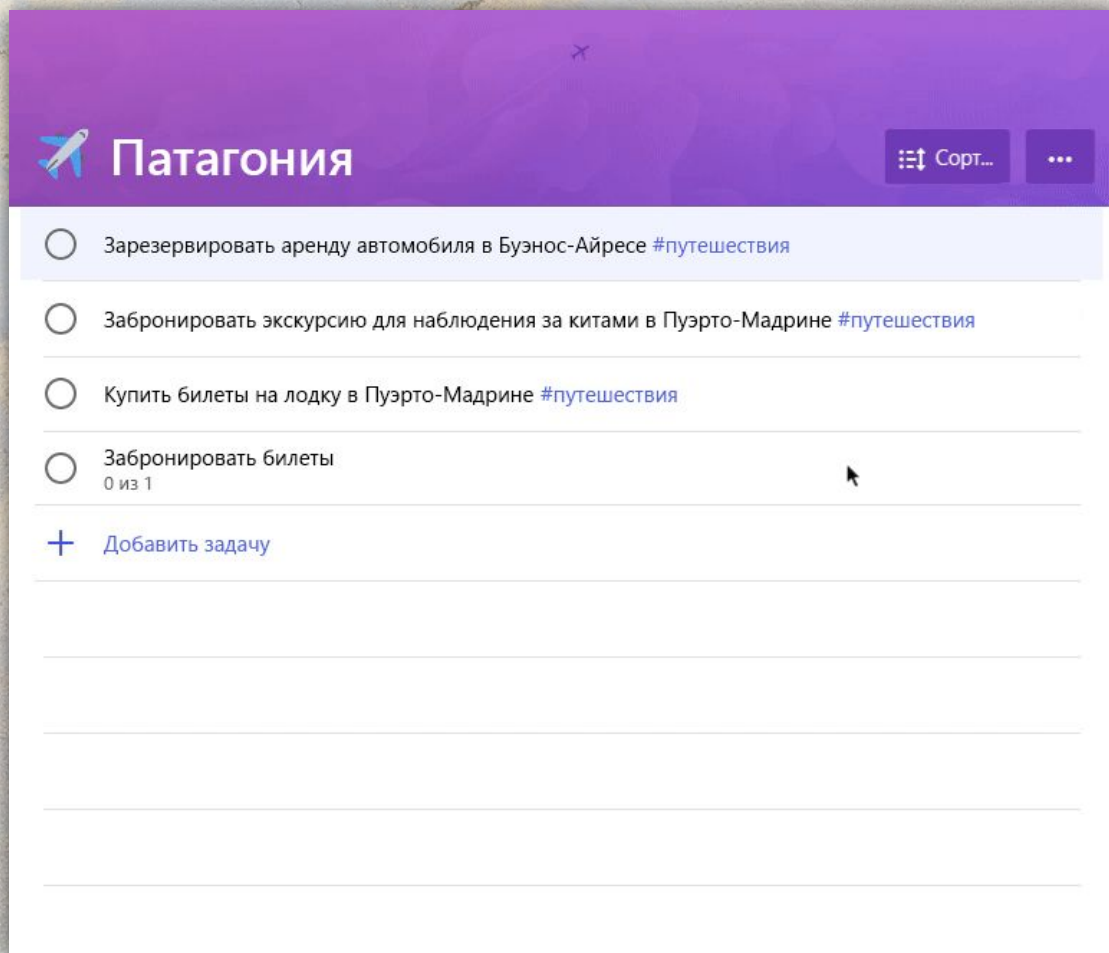 Патагония
Сорт...
Зарезервировать аренду автомобиля в Буэнос-Айресе #путешествия
Забронировать экскурсию для наблюдения за китами в Пуэрто-Мадрине #путешествия
Купить билеты на лодку в Пуэрто-Мадрине #путешествия
Забронировать билеты
0 из 1
Добавить задачу